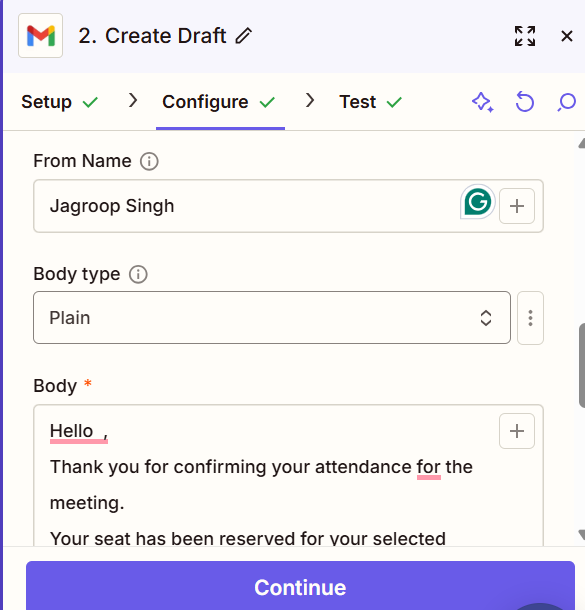 2. Create Draft
Setup
Configure
Test
From Name
Jagroop Singh
Body type
Plain
Body *
Hello ,
Thank you for confirming your attendance for the
meeting.
Your seat has been reserved for your selected
Continue